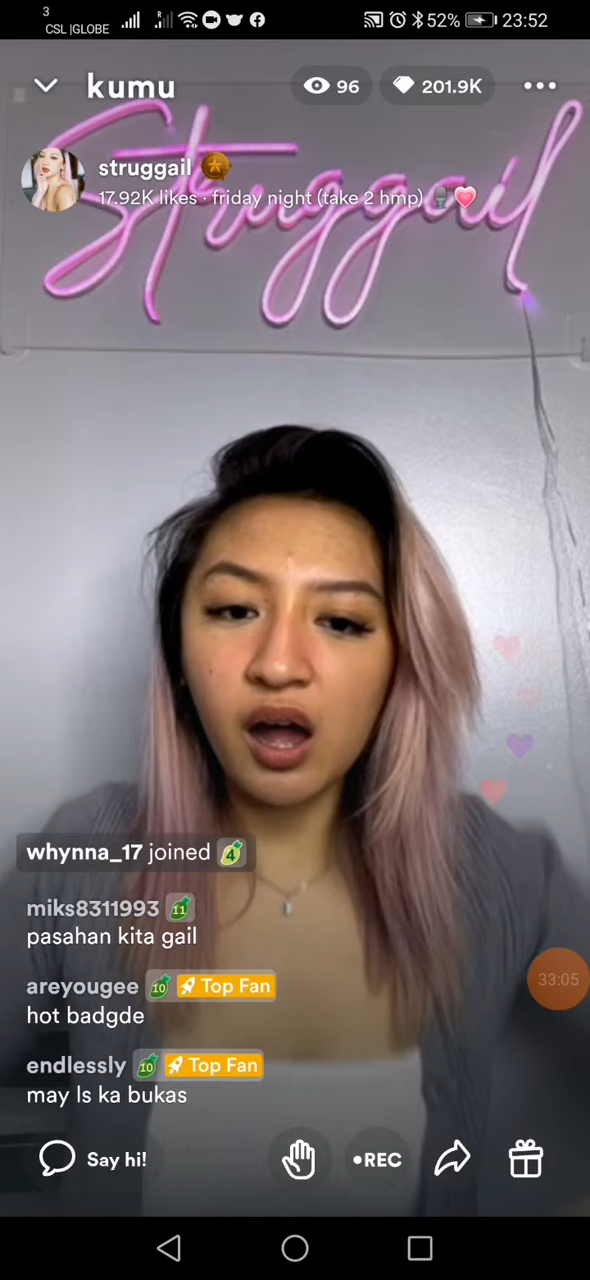 3
CSL |GLOBE
R
52%
23:52
kumu
96
201.9K
Struggail
struggail
17.92K likes · friday night (take 2 hmp) 🎙️💗
whynna_17 joined 4
miks8311993 11
pasahan kita gail
areyougee 10 Top Fan
hot badgde
33:05
endlessly 10 Top Fan
may ls ka bukas
Say hi!
•REC